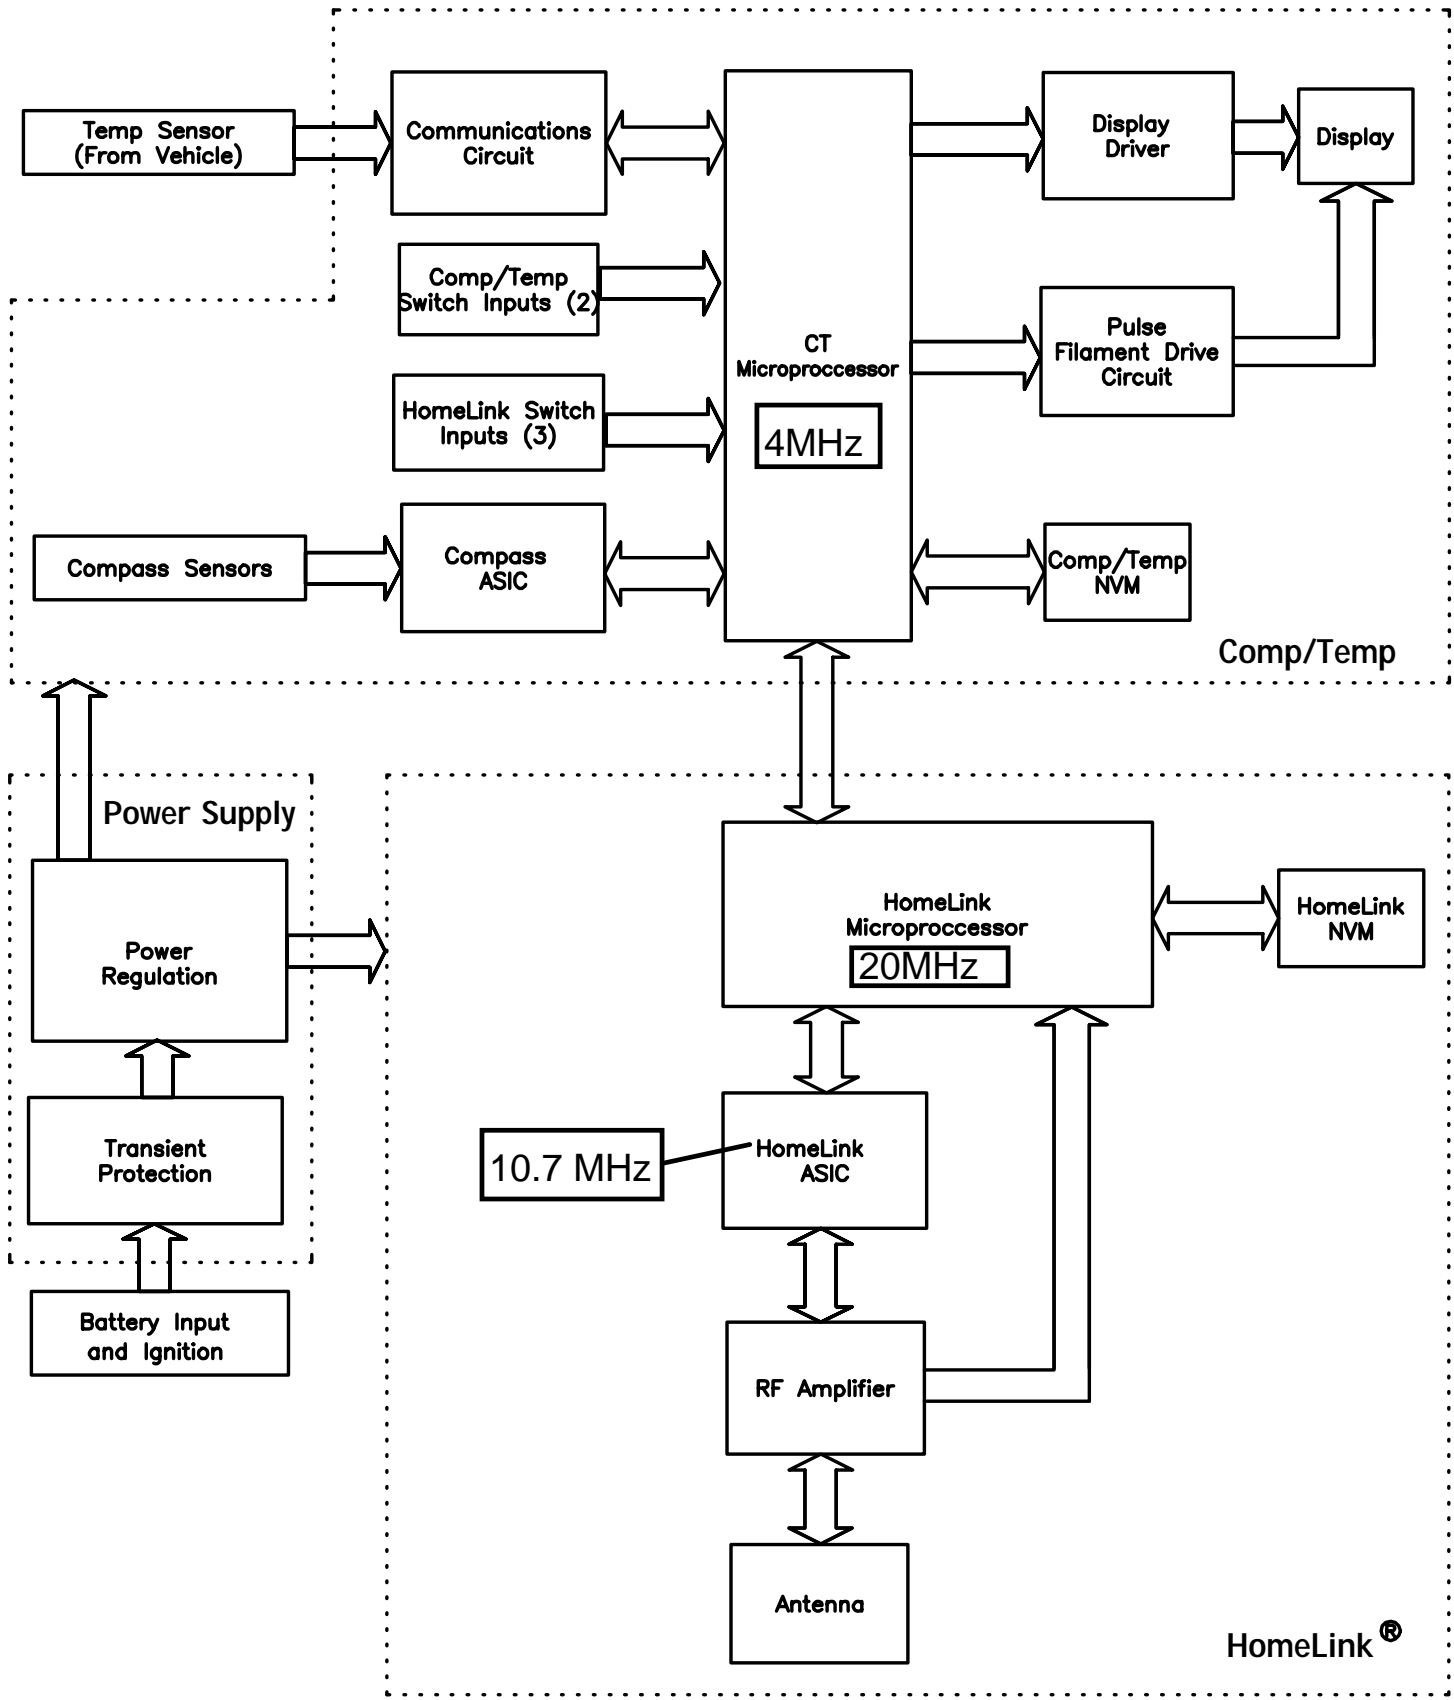 Temp Sensor
(From Vehicle)
Communications
Circuit
Display
Driver
Display
Comp/Temp
Switch Inputs (2)
CT
Microproccessor
4MHz
Pulse
Filament Drive
Circuit
HomeLink Switch
Inputs (3)
Compass Sensors
Compass
ASIC
Comp/Temp
NVM
Comp/Temp
Power Supply
Power
Regulation
Transient
Protection
Battery Input
and Ignition
HomeLink
Microproccessor
20MHz
HomeLink
NVM
10.7 MHz
HomeLink
ASIC
RF Amplifier
Antenna
HomeLink ®